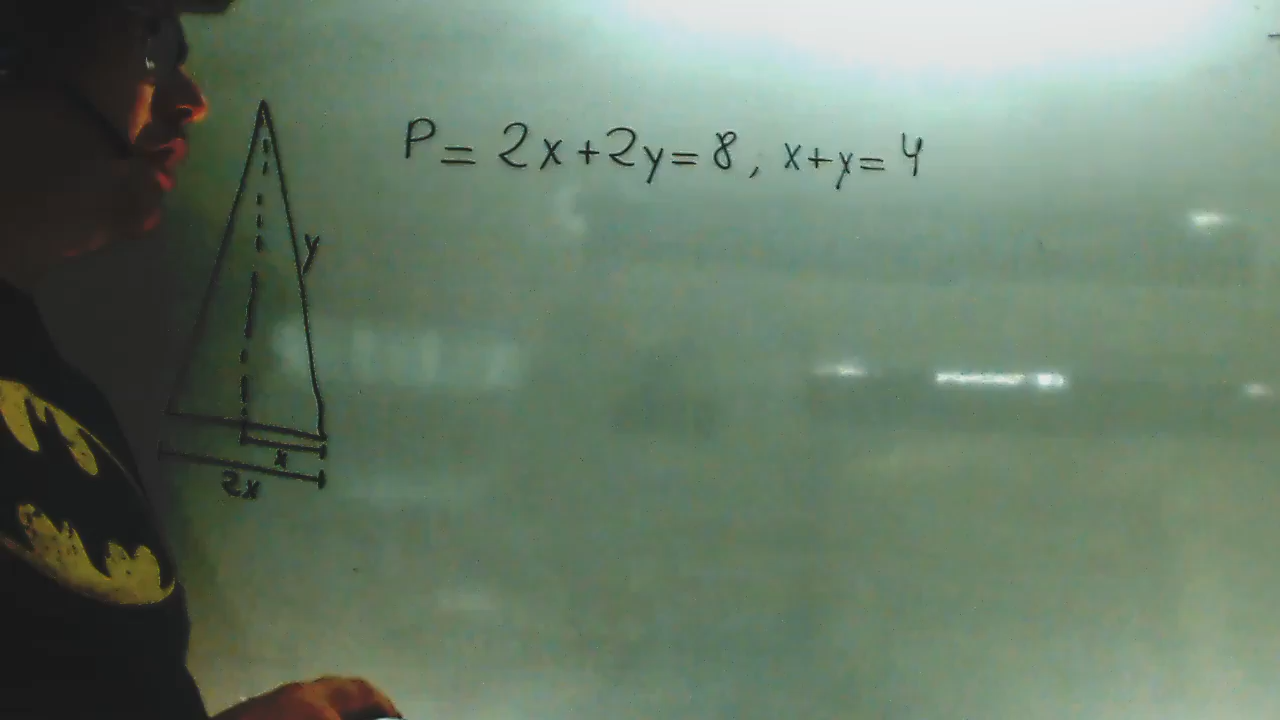 P = 2x + 2y = 8, x + y = 4
y
x
2x